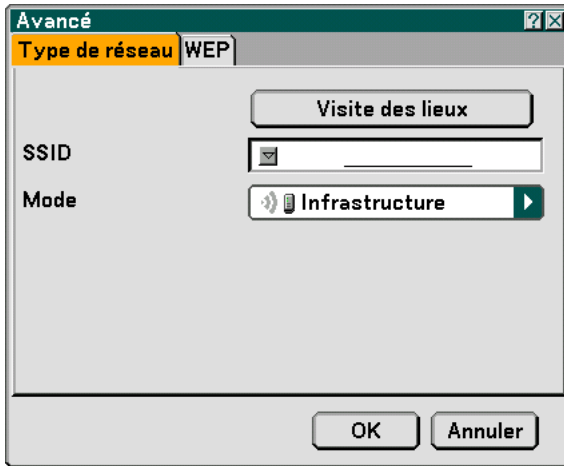 Avancé
Type de réseau WEP
Visite des lieux
SSID
Mode Infrastructure
OK Annuler